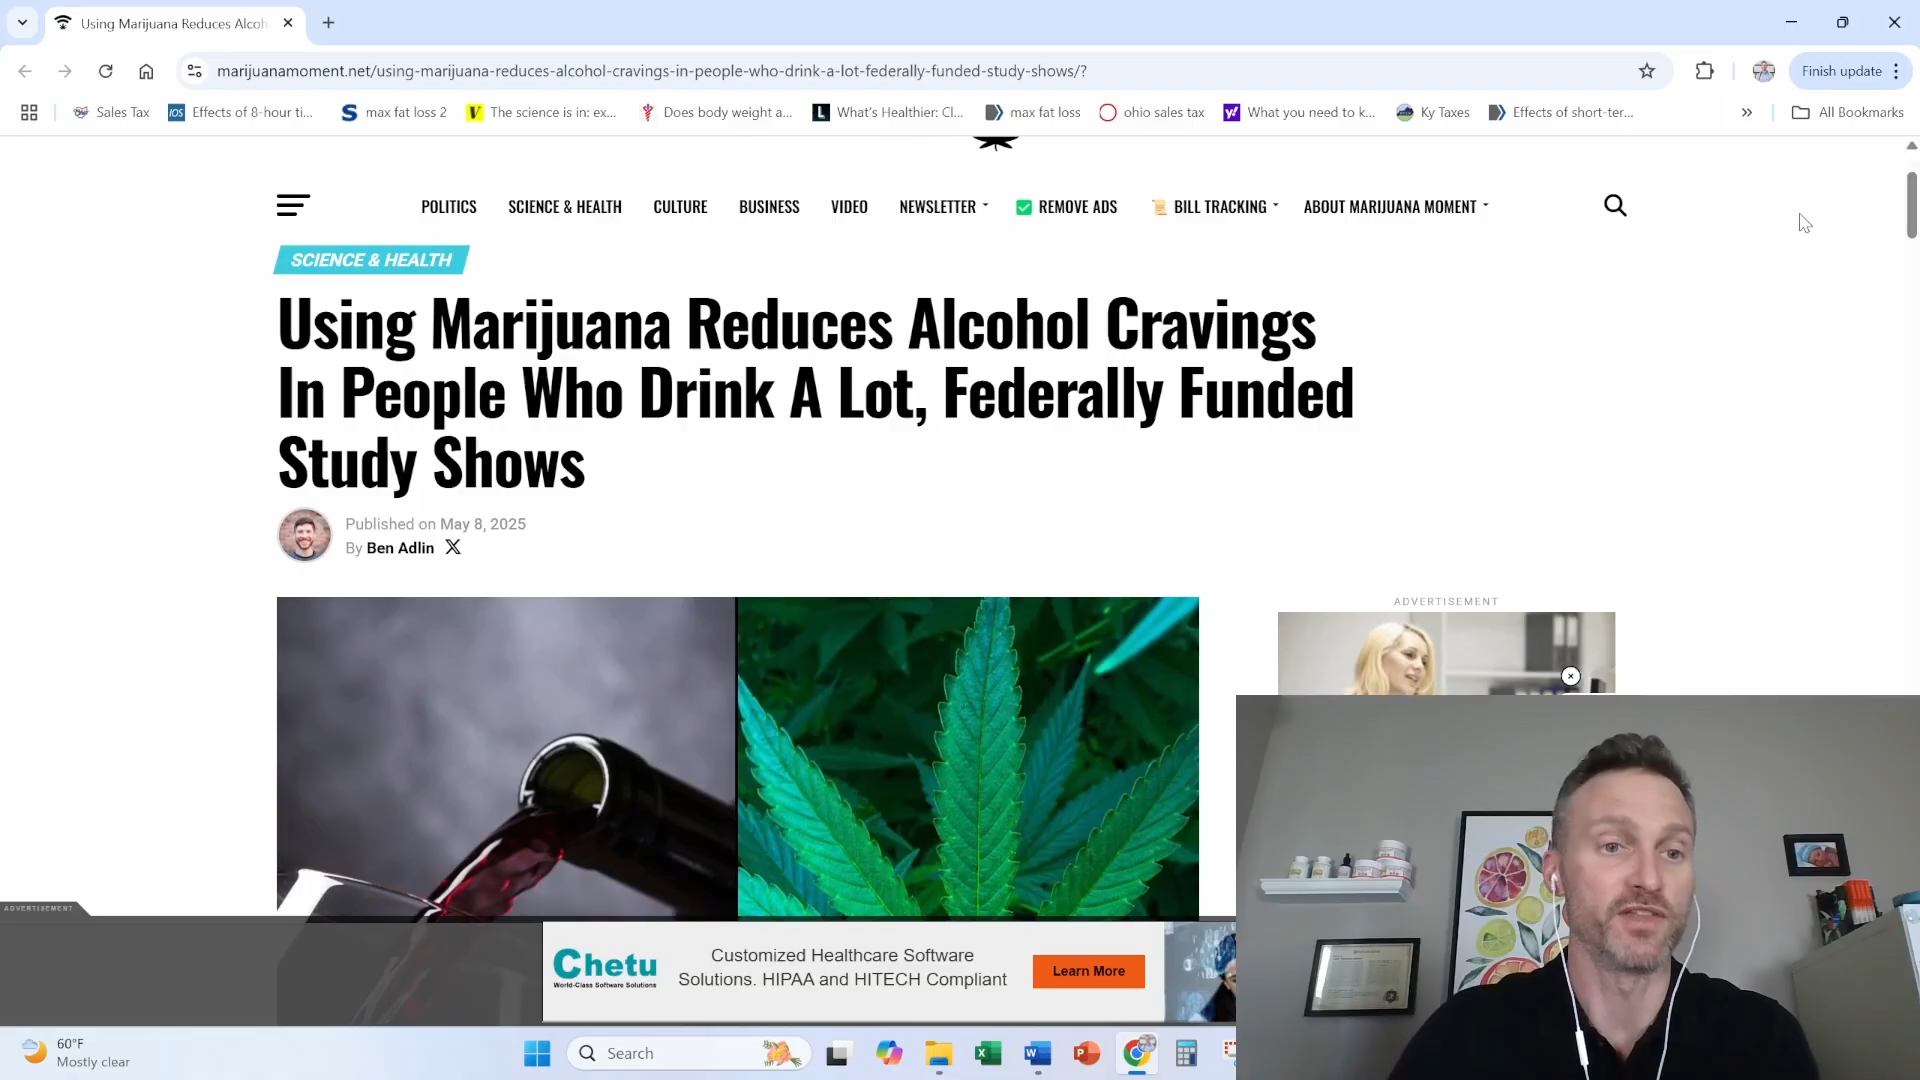 Using Marijuana Reduces Alcoh
marijuanamoment.net/using-marijuana-reduces-alcohol-cravings-in-people-who-drink-a-lot-federally-funded-study-shows/?
Finish update
Sales Tax
Effects of 8-hour ti...
max fat loss 2
The science is in: ex...
Does body weight a...
What's Healthier: Cl...
max fat loss
ohio sales tax
What you need to k...
Ky Taxes
Effects of short-ter...
All Bookmarks
POLITICS SCIENCE & HEALTH CULTURE BUSINESS VIDEO NEWSLETTER REMOVE ADS BILL TRACKING ABOUT MARIJUANA MOMENT
SCIENCE & HEALTH
Using Marijuana Reduces Alcohol Cravings
In People Who Drink A Lot, Federally Funded
Study Shows
Published on May 8, 2025
By Ben Adlin
ADVERTISEMENT
ADVERTISEMENT
Chetu
World-Class Software Solutions
Customized Healthcare Software
Solutions. HIPAA and HITECH Compliant
Learn More
60°F
Mostly clear
Search